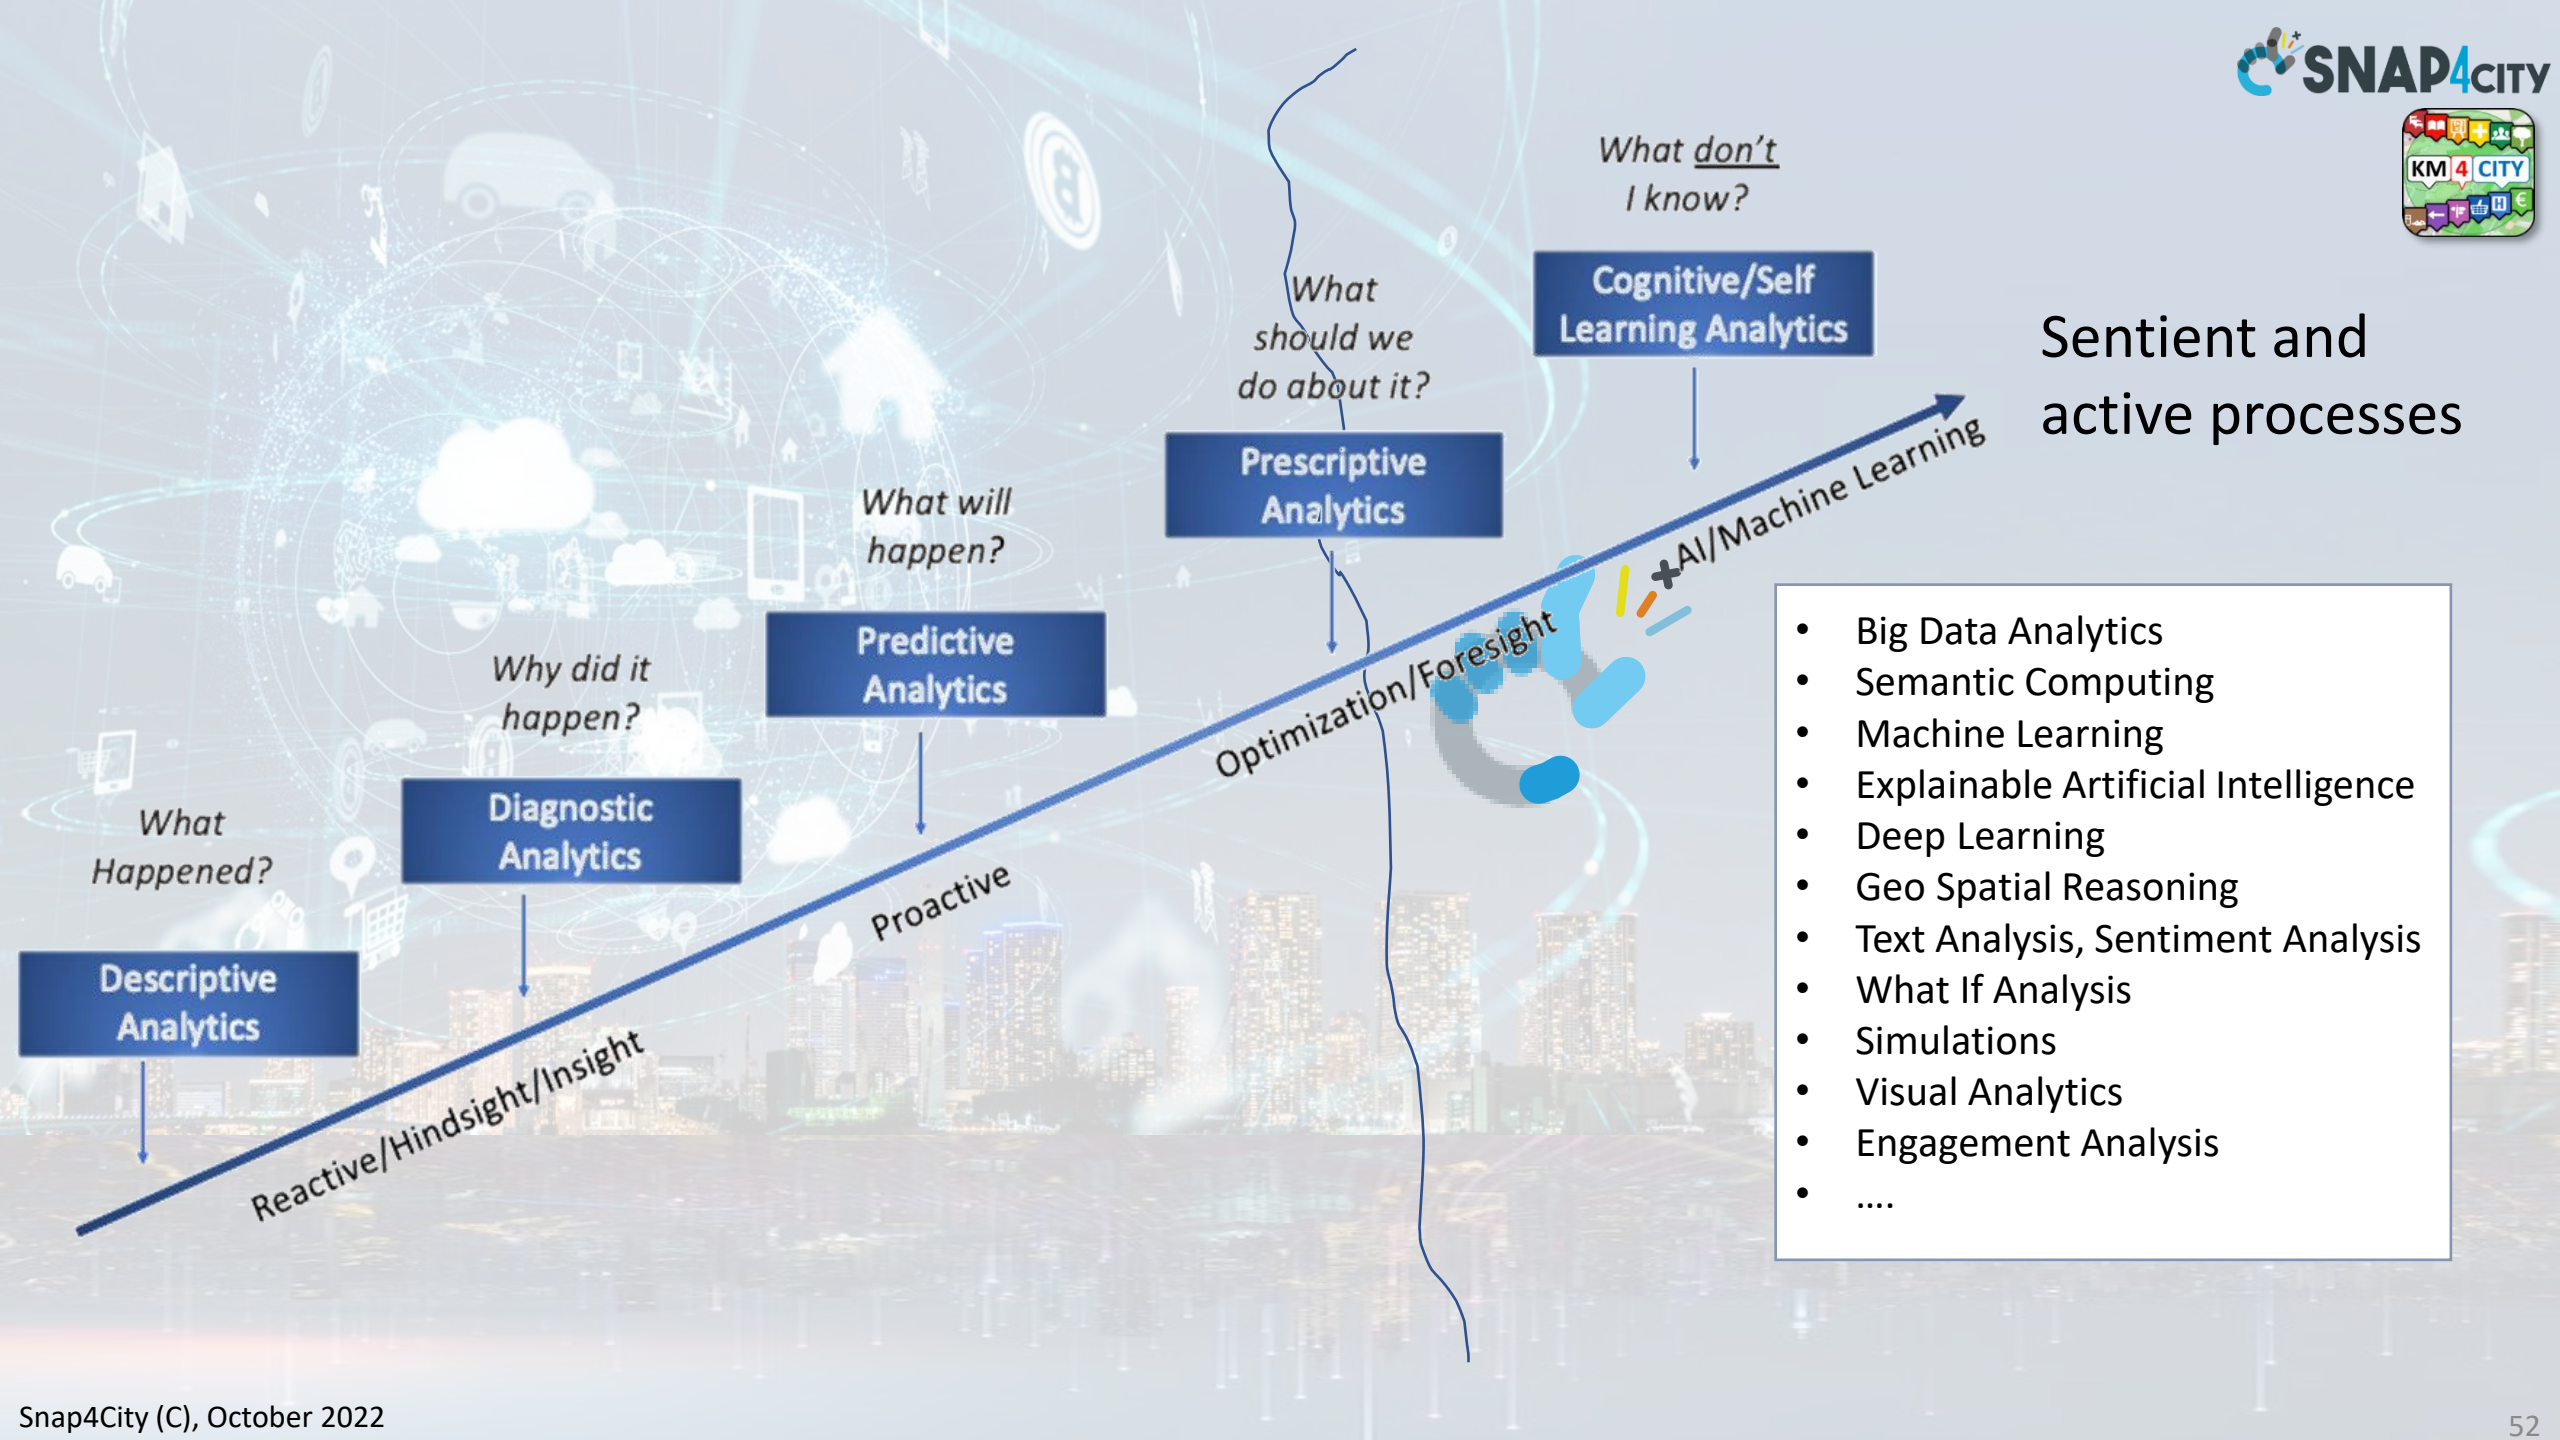 SNAP4CITY
KM 4 CITY
What don't
I know?
Cognitive/Self
Learning Analytics
Sentient and
active processes
What
should we
do about it?
Prescriptive
Analytics
AI/Machine Learning
What will
happen?
Predictive
Analytics
Optimization/Foresight
Why did it
happen?
Diagnostic
Analytics
Proactive
What
Happened?
Descriptive
Analytics
Reactive/Hindsight/Insight
• Big Data Analytics
• Semantic Computing
• Machine Learning
• Explainable Artificial Intelligence
• Deep Learning
• Geo Spatial Reasoning
• Text Analysis, Sentiment Analysis
• What If Analysis
• Simulations
• Visual Analytics
• Engagement Analysis
• ....
Snap4City (C), October 2022
52